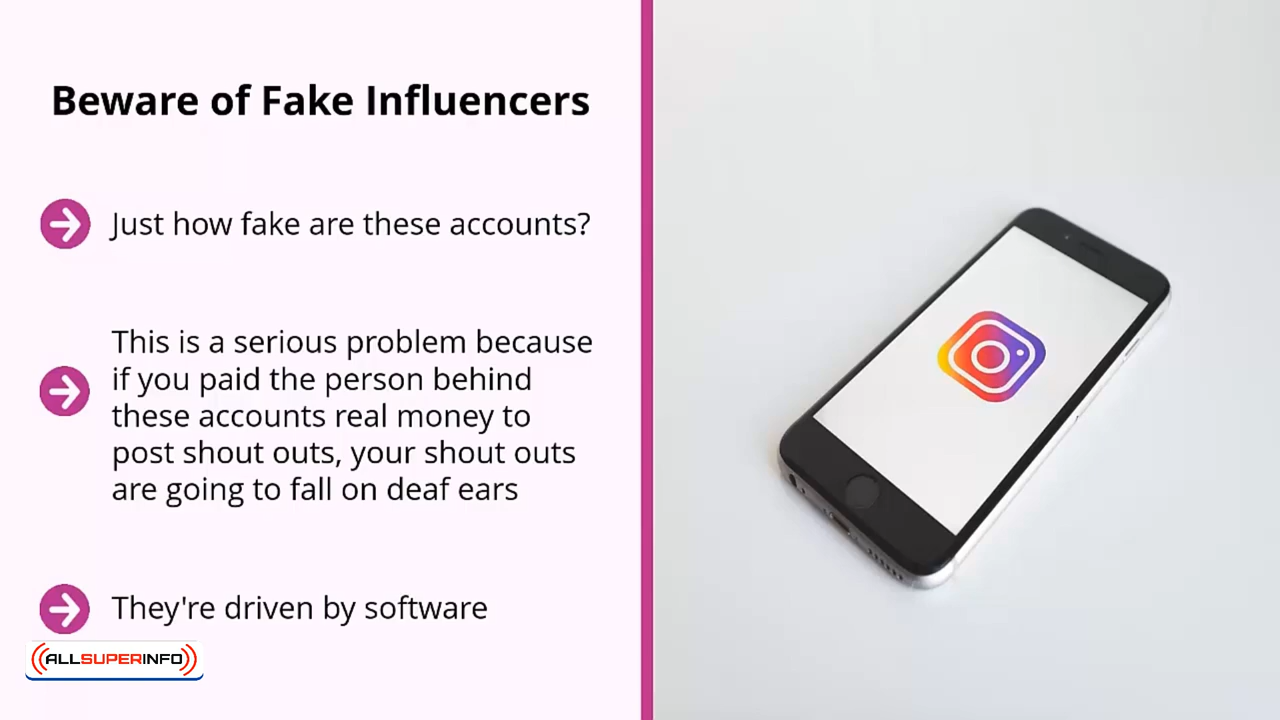 Beware of Fake Influencers
Just how fake are these accounts?
This is a serious problem because
if you paid the person behind
these accounts real money to
post shout outs, your shout outs
are going to fall on deaf ears
They're driven by software
ALLSUPERINFO